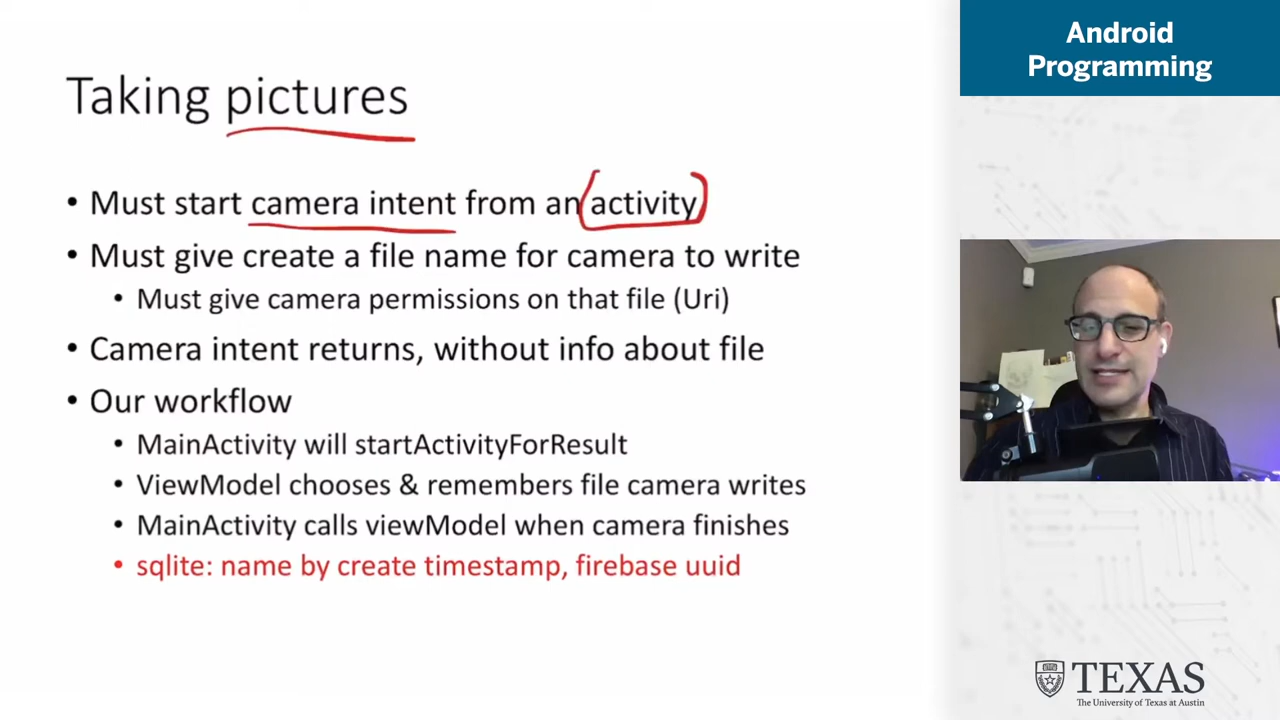 Android
Programming
Taking pictures
• Must start camera intent from an activity
• Must give create a file name for camera to write
• Must give camera permissions on that file (Uri)
• Camera intent returns, without info about file
• Our workflow
• MainActivity will startActivityForResult
• ViewModel chooses & remembers file camera writes
• MainActivity calls viewModel when camera finishes
• sqlite: name by create timestamp, firebase uuid
TEXAS
The University of Texas at Austin